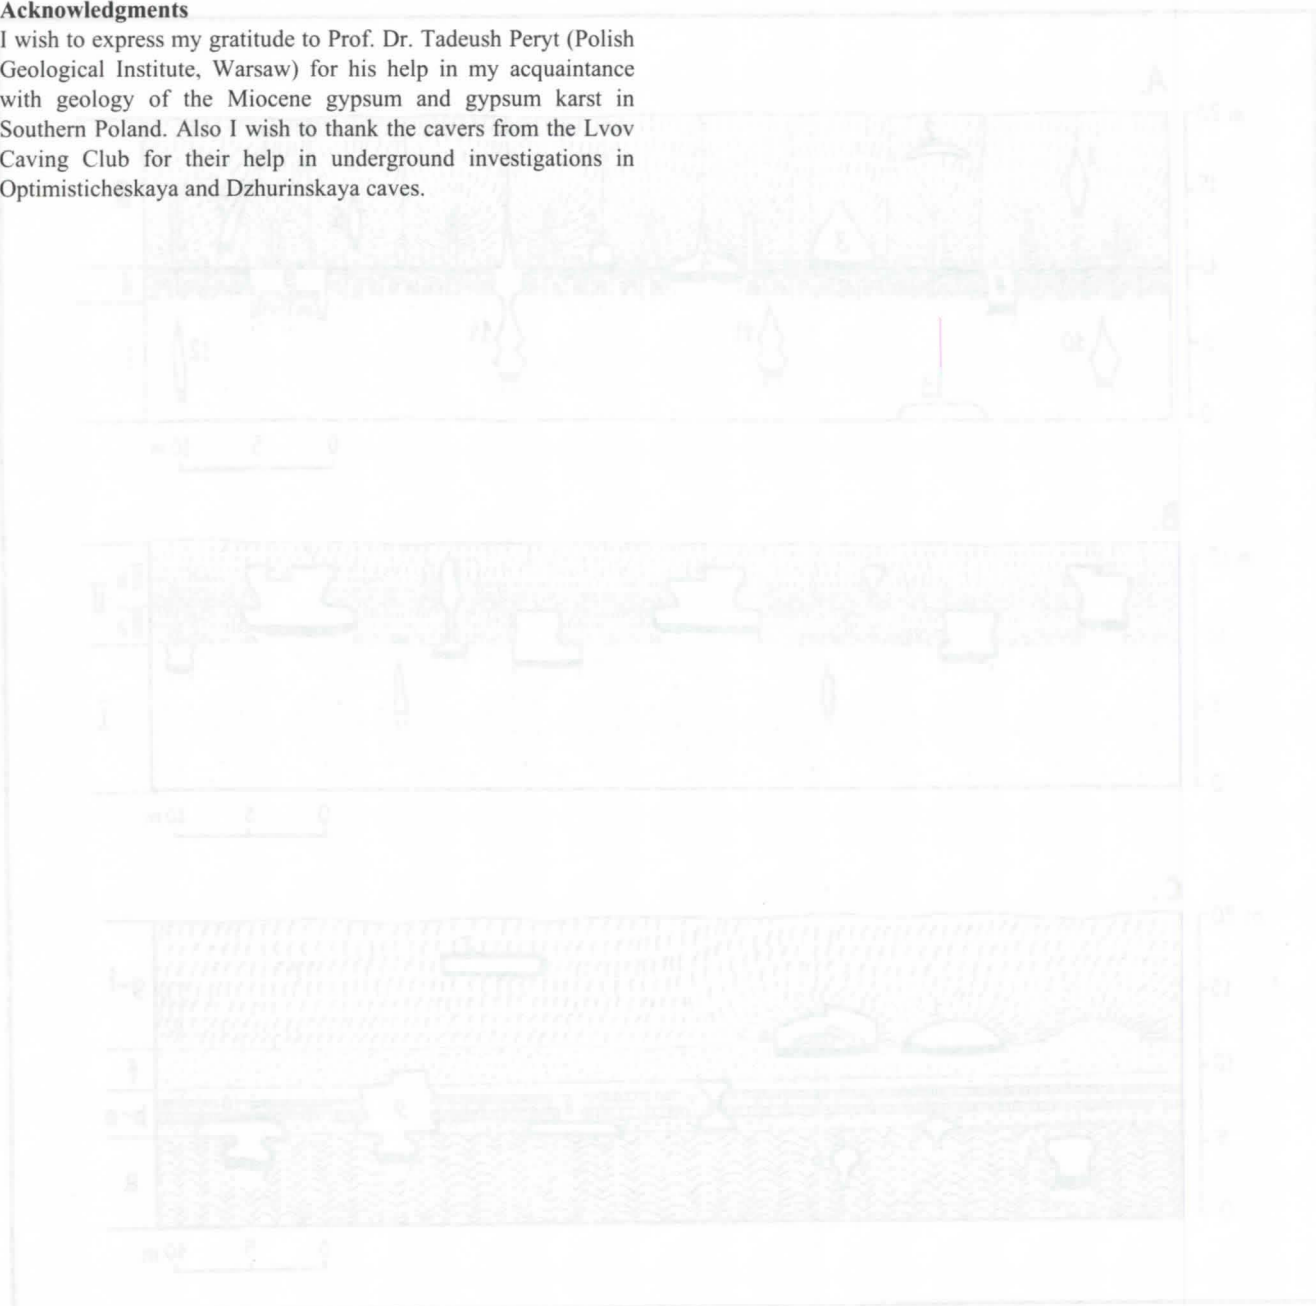 Acknowledgments
I wish to express my gratitude to Prof. Dr. Tadeush Peryt (Polish
Geological Institute, Warsaw) for his help in my acquaintance
with geology of the Miocene gypsum and gypsum karst in
Southern Poland. Also I wish to thank the cavers from the Lvov
Caving Club for their help in underground investigations in
Optimisticheskaya and Dzhurinskaya caves.